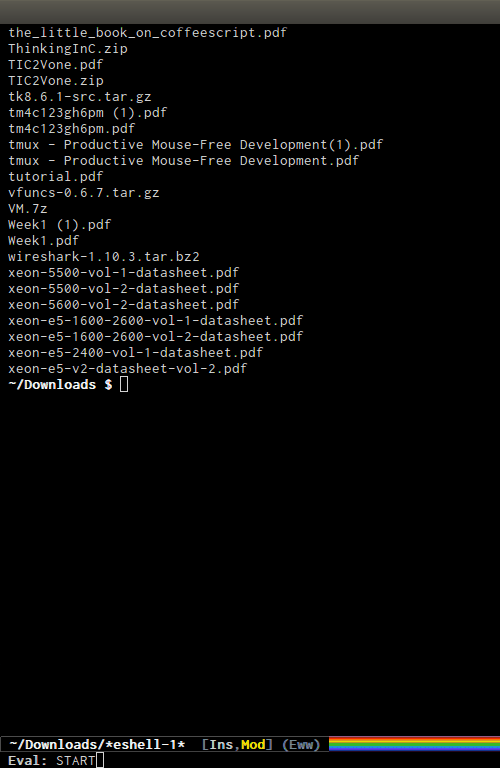 the_little_book_on_coffeescript.pdf
ThinkingInC.zip
TIC2Vone.pdf
TIC2Vone.zip
tk8.6.1-src.tar.gz
tm4c123gh6pm (1).pdf
tm4c123gh6pm.pdf
tmux - Productive Mouse-Free Development(1).pdf
tmux - Productive Mouse-Free Development.pdf
tutorial.pdf
vfuncs-0.6.7.tar.gz
VM.7z
Week1 (1).pdf
Week1.pdf
wireshark-1.10.3.tar.bz2
xeon-5500-vol-1-datasheet.pdf
xeon-5500-vol-2-datasheet.pdf
xeon-5600-vol-2-datasheet.pdf
xeon-e5-1600-2600-vol-1-datasheet.pdf
xeon-e5-1600-2600-vol-2-datasheet.pdf
xeon-e5-2400-vol-1-datasheet.pdf
xeon-e5-v2-datasheet-vol-2.pdf
~/Downloads $
~/Downloads/*eshell-1* [Ins,Mod] (Eww)
Eval: START